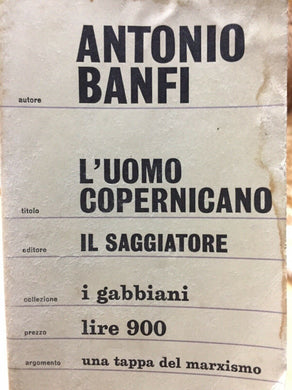 autore ANTONIO
BANFI
titolo L'UOMO
COPERNICANO
editore IL SAGGIATORE
collezione i gabbiani
prezzo lire 900
argomento una tappa del marxismo